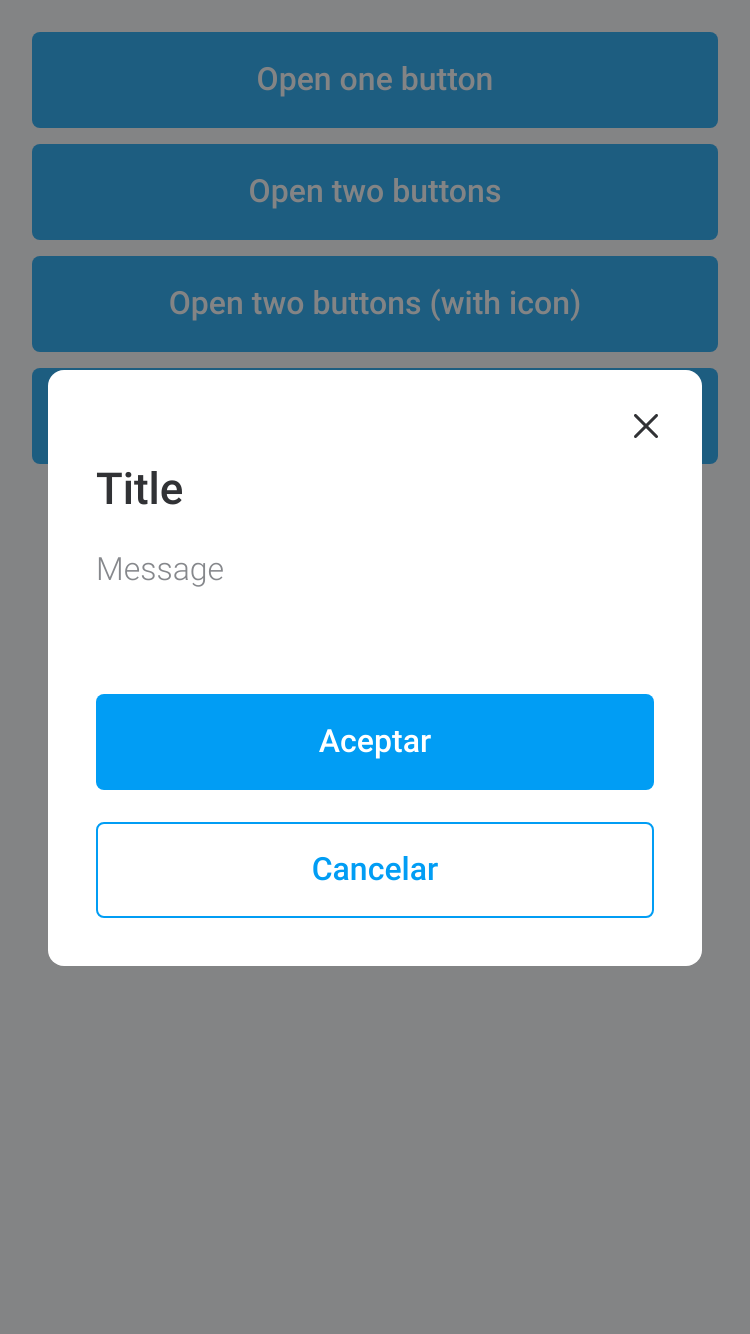 Open one button
Open two buttons
Open two buttons (with icon)
Title
Message
Aceptar
Cancelar